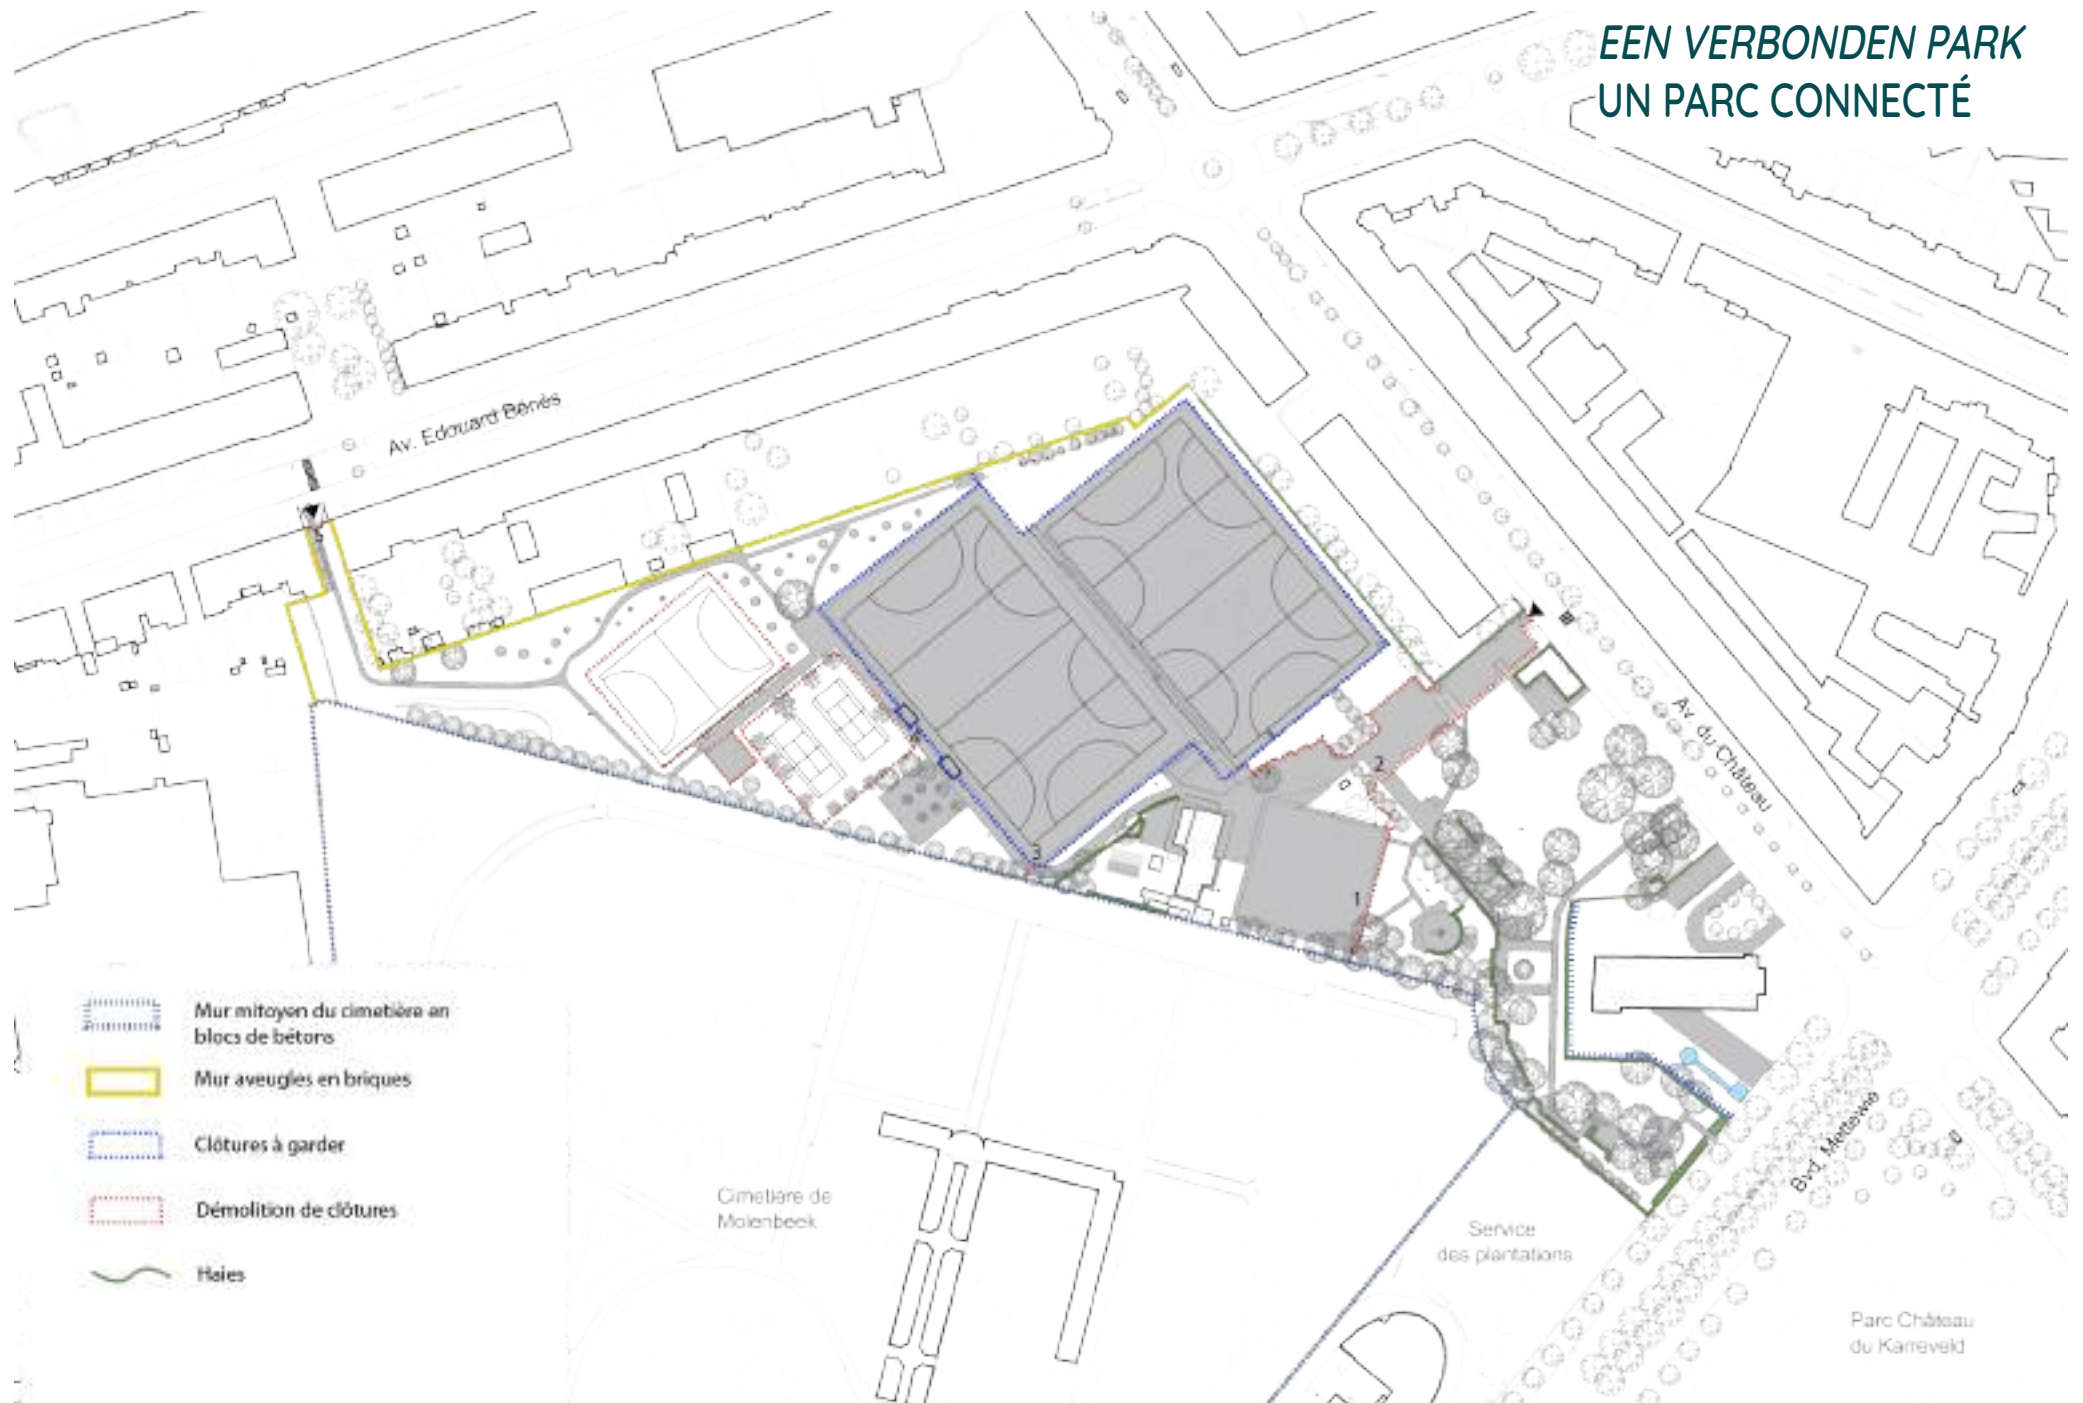 EEN VERBONDEN PARK
UN PARC CONNECTÉ
Av. Edouard Bénès
Av. du Château
2
3
1
Mur mitoyen du cimetière en
blocs de bétons
Mur aveugles en briques
Clôtures à garder
Démolition de clôtures
Haies
Cimetière de
Molenbeek
Service
des plantations
Bvd. Mettewie
Parc Château
du Karreveld